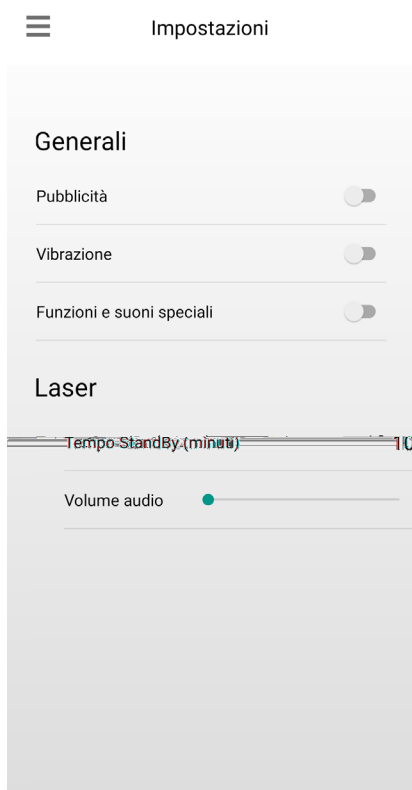 Impostazioni
Generali
Pubblicità
Vibrazione
Funzioni e suoni speciali
Laser
Tempo StandBy (minuti)
Volume audio